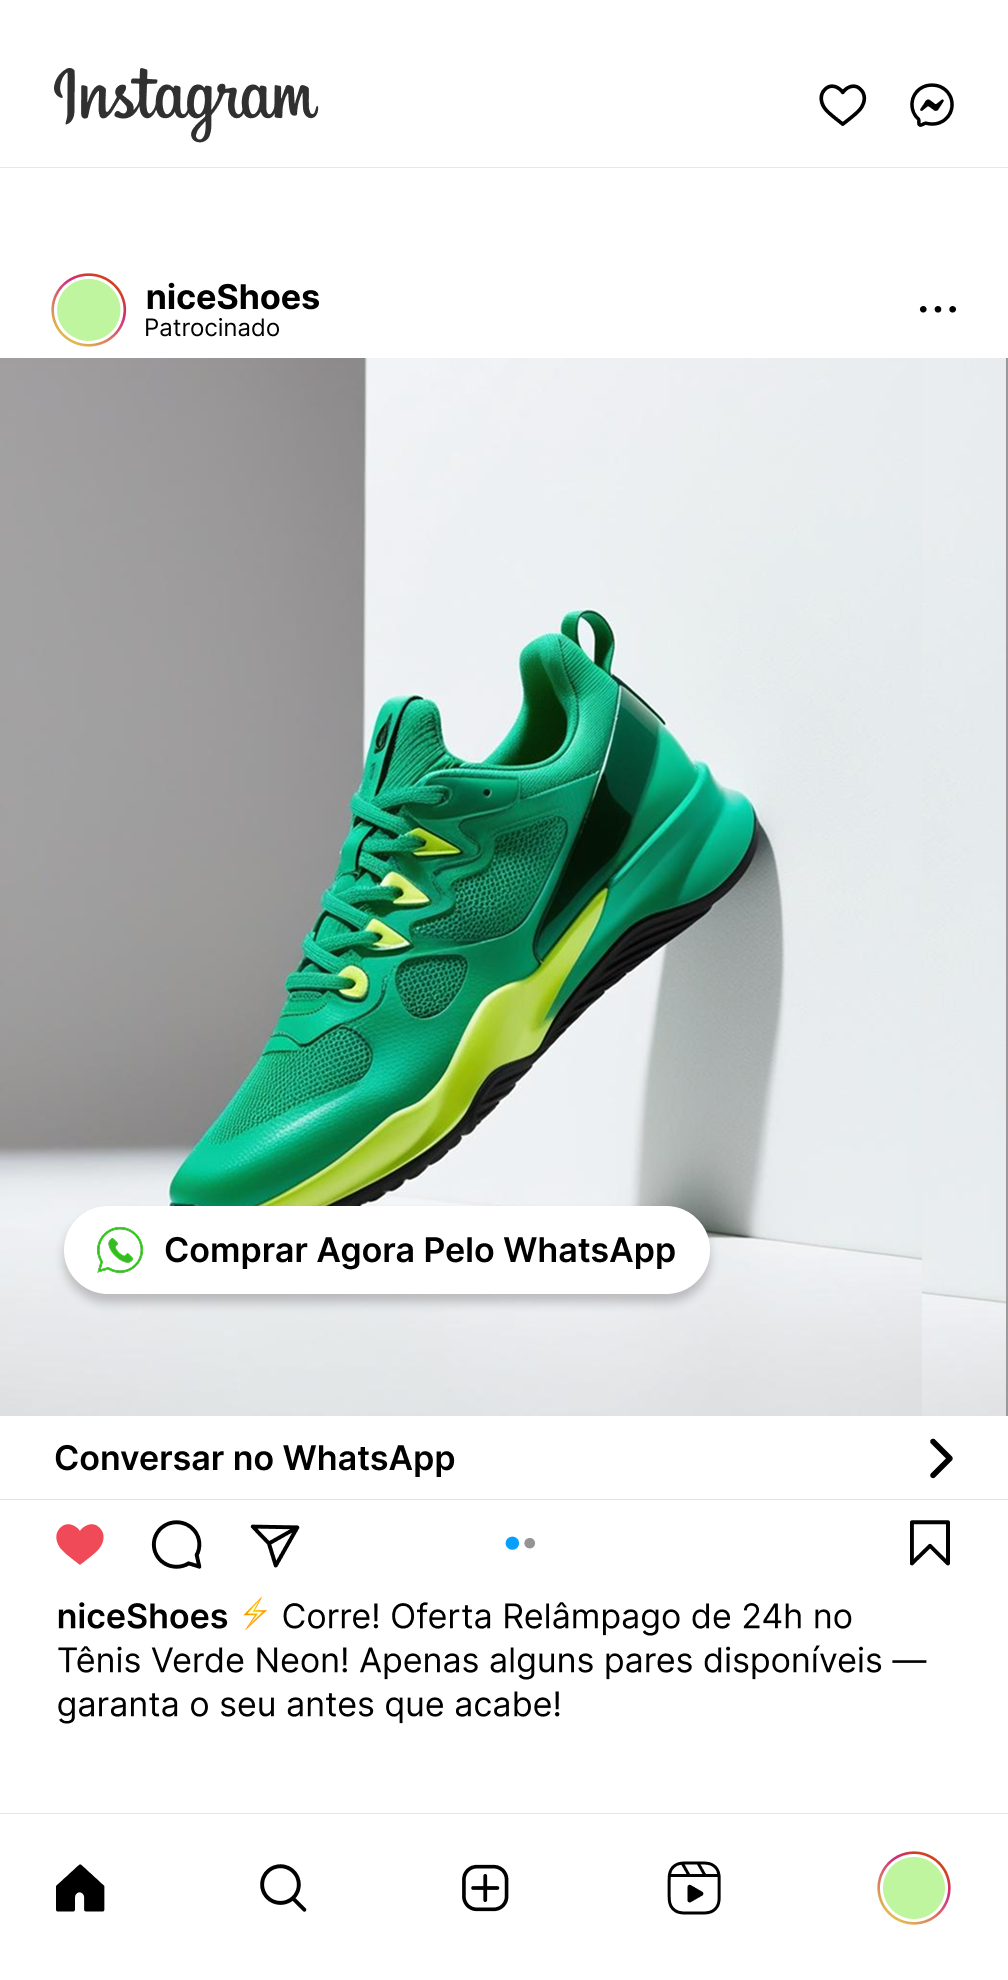 Instagram
niceShoes
Patrocinado
Comprar Agora Pelo WhatsApp
Conversar no WhatsApp
niceShoes ⚡ Corre! Oferta Relâmpago de 24h no
Tênis Verde Neon! Apenas alguns pares disponíveis —
garanta o seu antes que acabe!